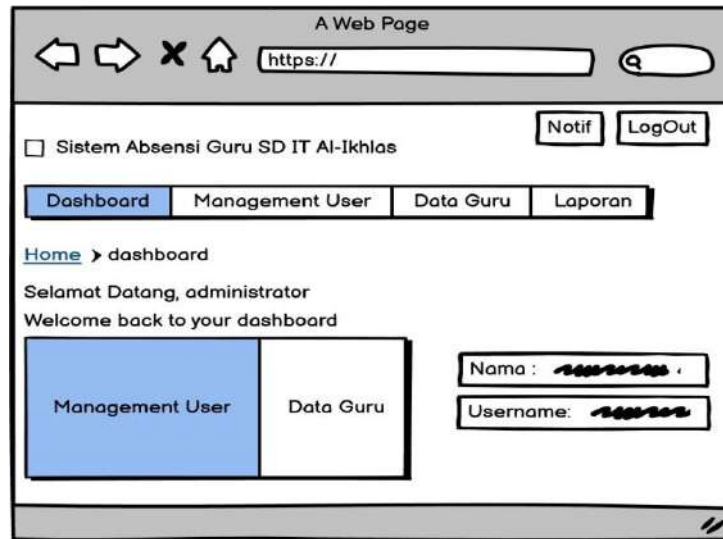 A Web Page
https://
Notif LogOut
Sistem Absensi Guru SD IT Al-Ikhlas
Dashboard Management User Data Guru Laporan
Home > dashboard
Selamat Datang, administrator
Welcome back to your dashboard
Management User Data Guru
Nama :
Username: